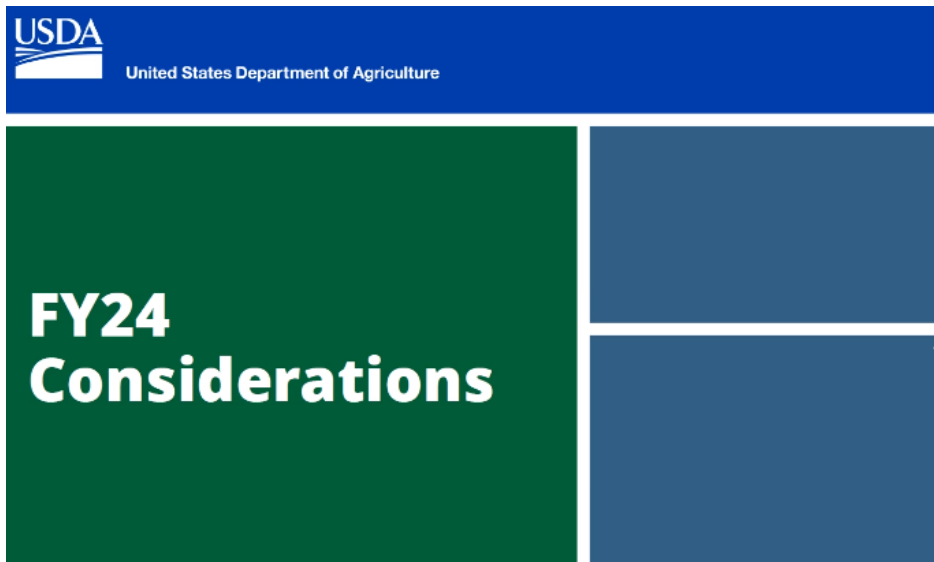 USDA
United States Department of Agriculture
FY24
Considerations